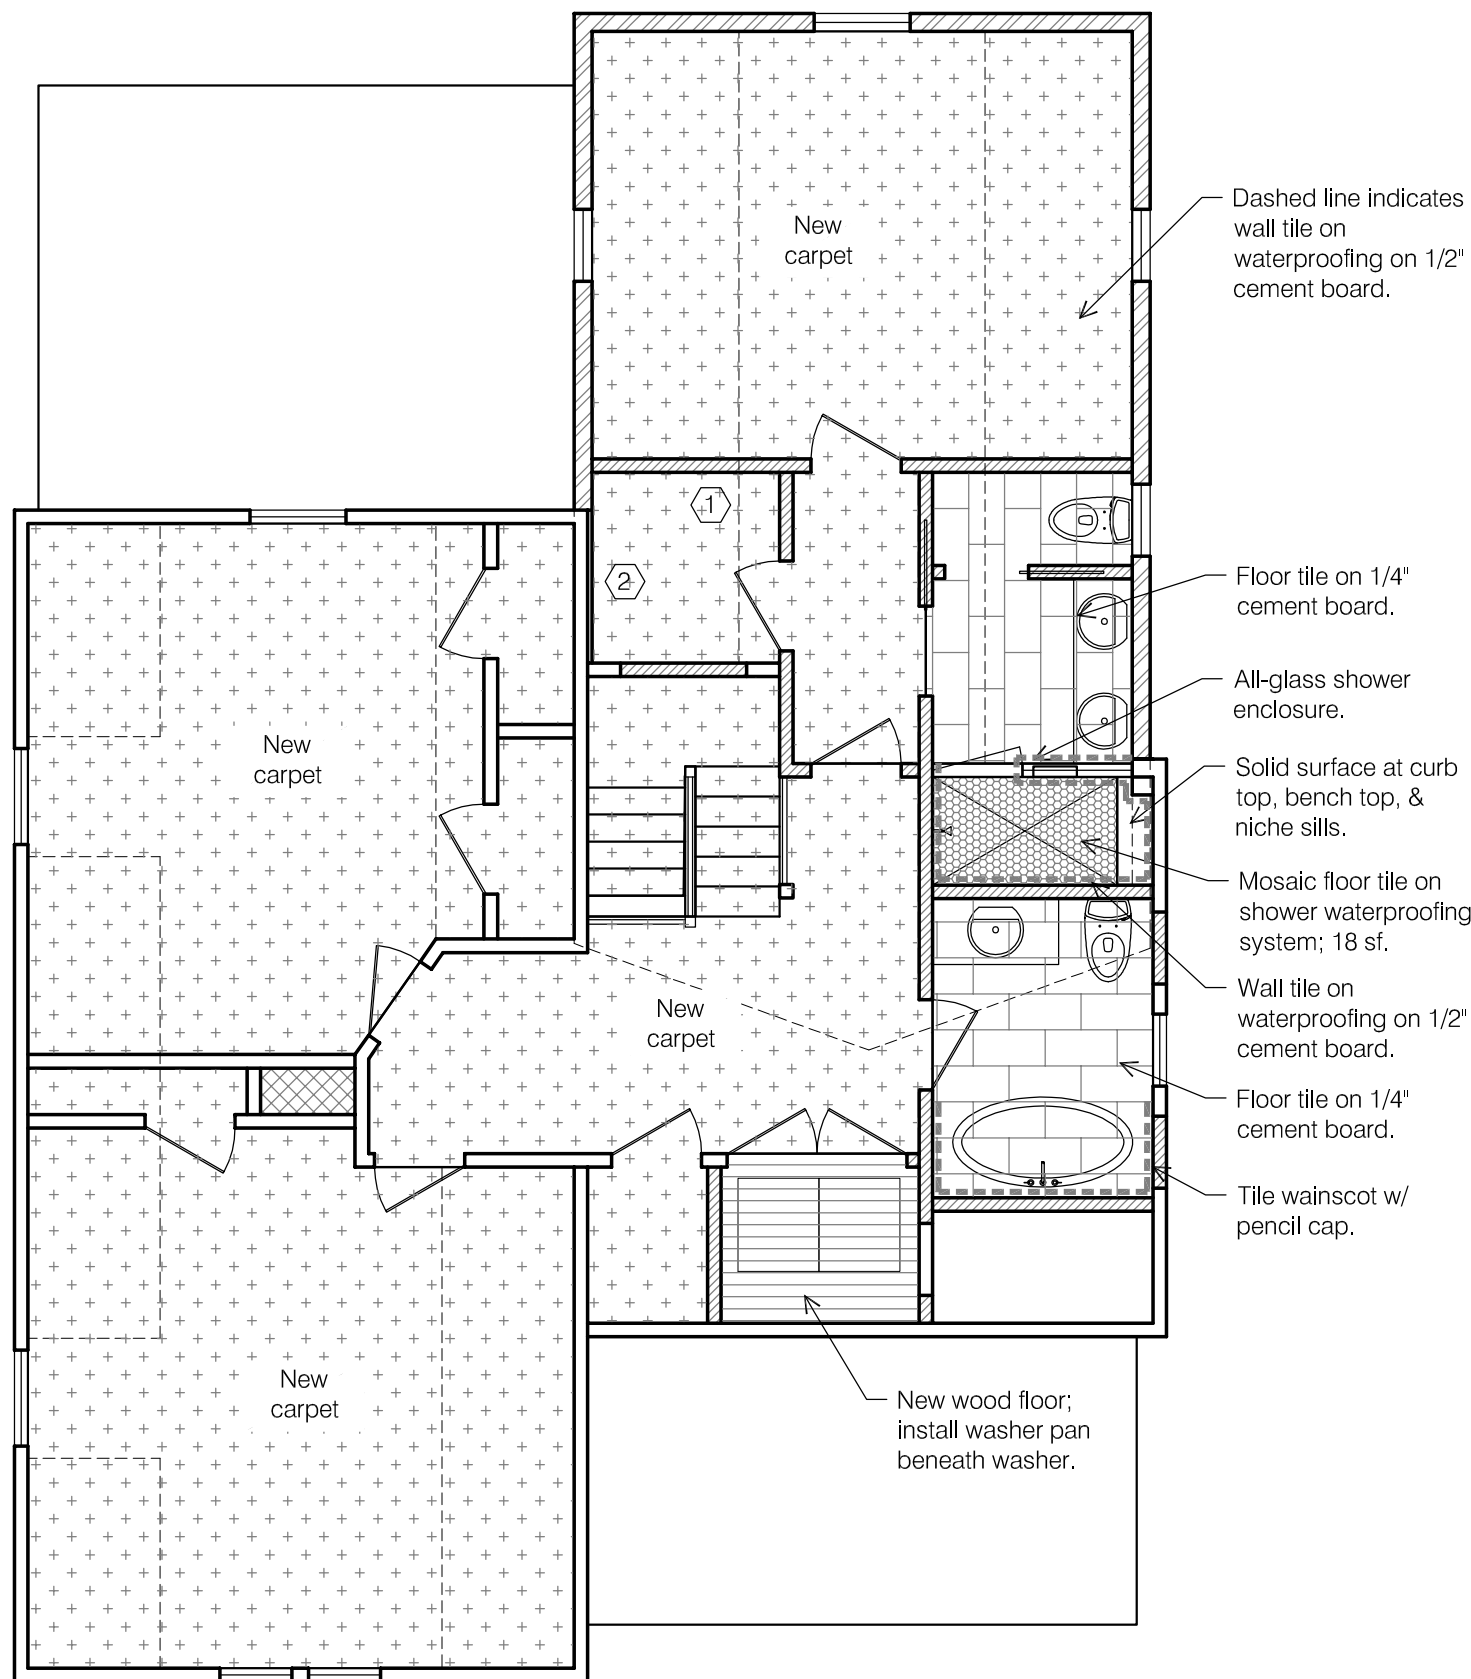 New
carpet
Dashed line indicates
wall tile on
waterproofing on 1/2"
cement board.
1
2
Floor tile on 1/4"
cement board.
All-glass shower
enclosure.
New
carpet
Solid surface at curb
top, bench top, &
niche sills.
Mosaic floor tile on
shower waterproofing
system; 18 sf.
Wall tile on
waterproofing on 1/2"
cement board.
New
carpet
Floor tile on 1/4"
cement board.
Tile wainscot w/
pencil cap.
New
carpet
New wood floor;
install washer pan
beneath washer.